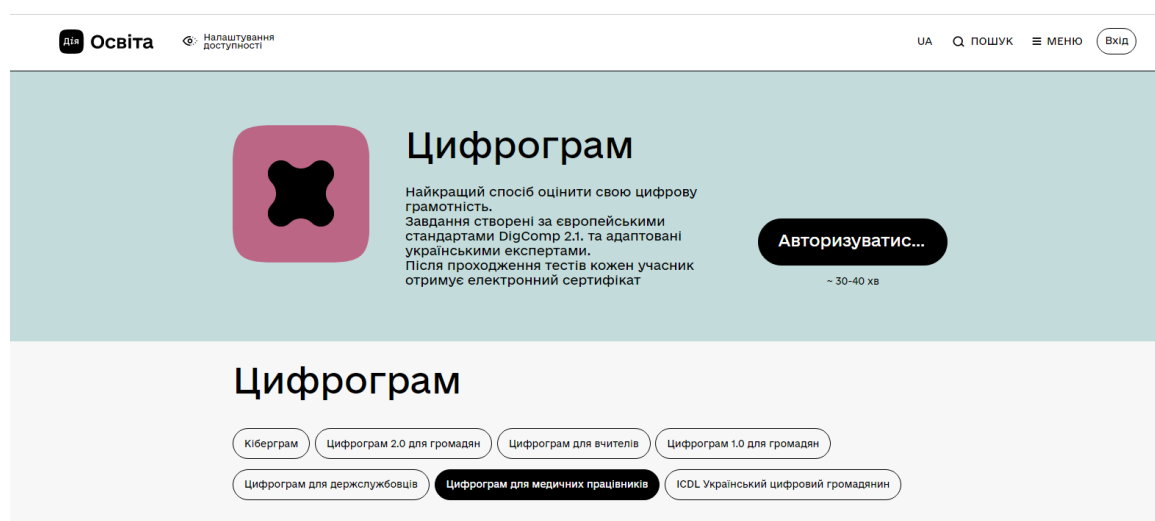 Дія Освіта
Налаштування
доступності
UA
ПОШУК
МЕНЮ
Вхід
Цифрограм
Найкращий спосіб оцінити свою цифрову
грамотність.
Завдання створені за європейськими
стандартами DigComp 2.1. та адаптовані
українськими експертами.
Після проходження тестів кожен учасник
отримує електронний сертифікат
Авторизуватис...
~ 30-40 хв
Цифрограм
Кіберграм
Цифрограм 2.0 для громадян
Цифрограм для вчителів
Цифрограм 1.0 для громадян
Цифрограм для держслужбовців
Цифрограм для медичних працівників
ICDL Український цифровий громадянин